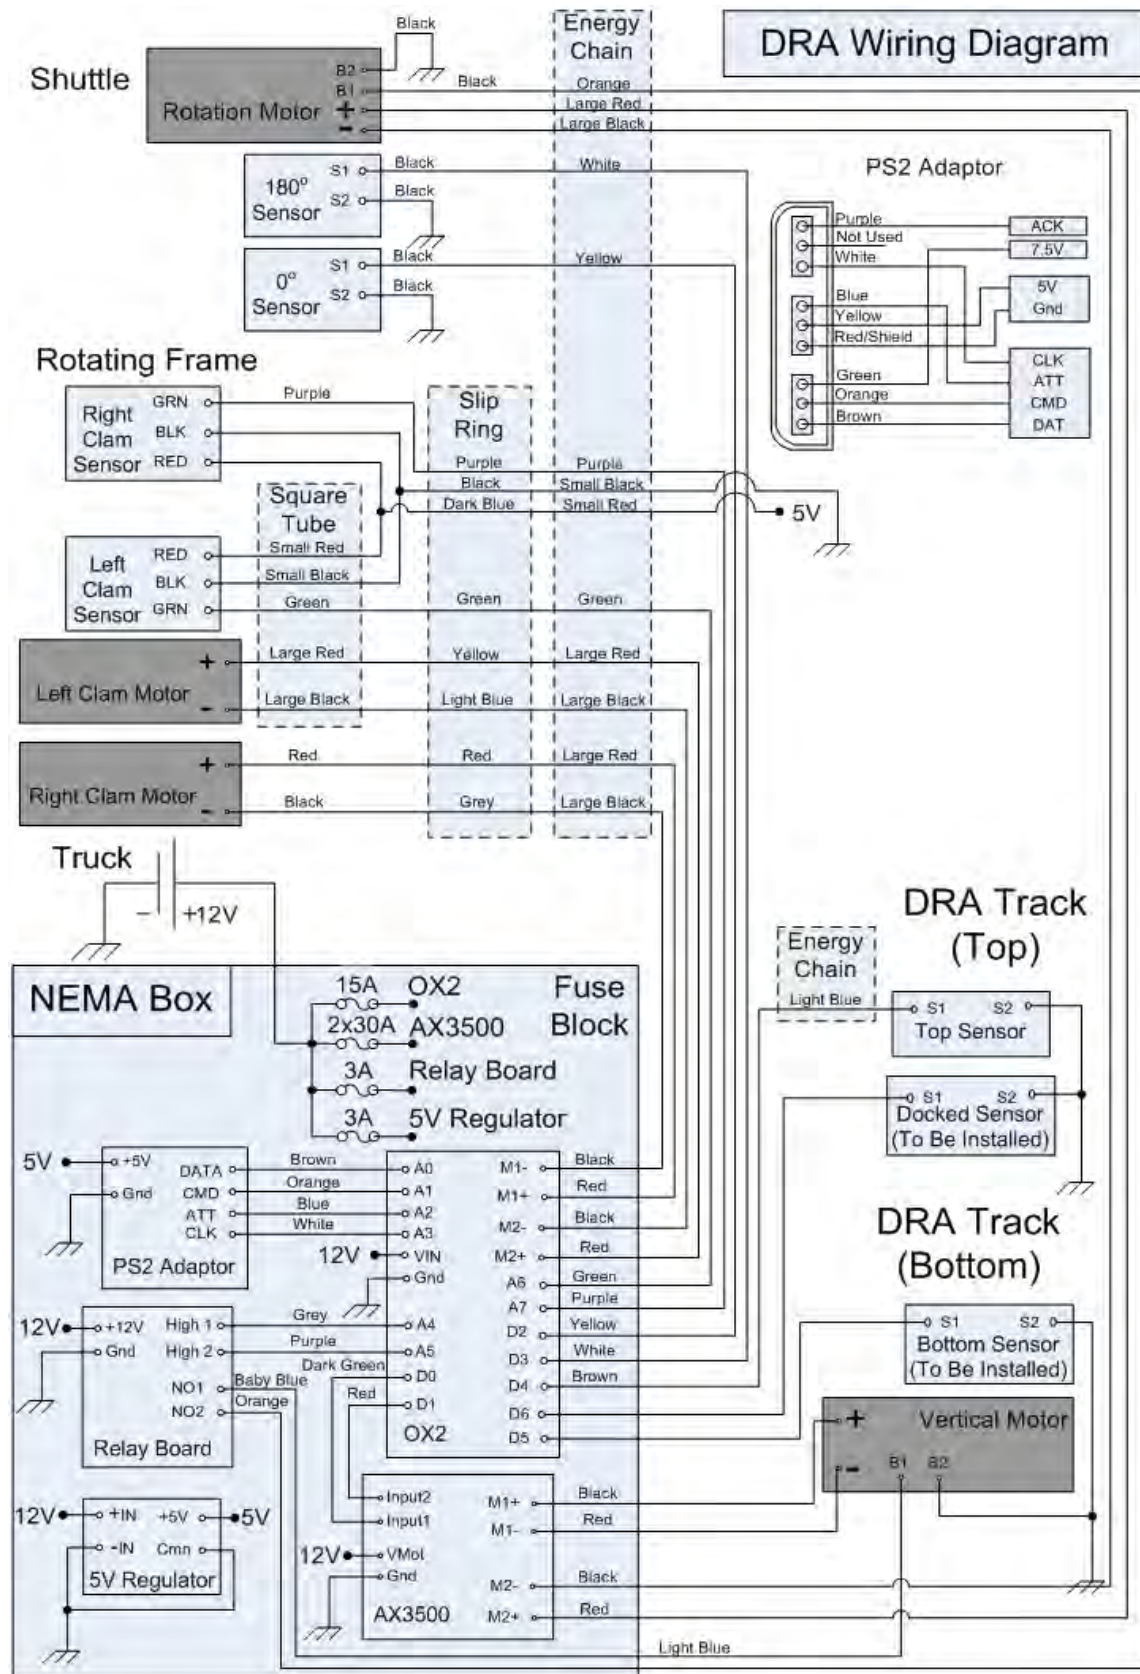 DRA Wiring Diagram
Black
Energy
Chain
Shuttle
B2
B1
+
-
Rotation Motor
Black
Orange
Large Red
Large Black
180° Sensor
S1
S2
Black
Black
White
0° Sensor
S1
S2
Black
Black
Yellow
PS2 Adaptor
Purple
Not Used
White
Blue
Yellow
Red/Shield
Green
Orange
Brown
ACK
7.5V
5V
Gnd
CLK
ATT
CMD
DAT
Rotating Frame
Right
Clam
Sensor
GRN
BLK
RED
Purple
Slip
Ring
Purple
Black
Dark Blue
Purple
Small Black
Small Red
5V
Square
Tube
Small Red
Small Black
Left
Clam
Sensor
RED
BLK
GRN
Green
Green
Green
Left Clam Motor
+
-
Large Red
Yellow
Large Red
Large Black
Light Blue
Large Black
Right Clam Motor
+
-
Red
Red
Large Red
Black
Grey
Large Black
Truck
- +12V
DRA Track
(Top)
Energy
Chain
Light Blue
S1 S2
Top Sensor
S1 S2
Docked Sensor
(To Be Installed)
NEMA Box
Fuse
Block
15A OX2
2x30A AX3500
3A Relay Board
3A 5V Regulator
5V
+5V
Gnd
DATA
CMD
ATT
CLK
PS2 Adaptor
Brown
Orange
Blue
White
12V
A0
A1
A2
A3
VIN
Gnd
A4
A5
D0
D1
OX2
M1-
M1+
M2-
M2+
A6
A7
D2
D3
D4
D6
D5
Black
Red
Black
Red
Green
Purple
Yellow
White
Brown
12V
+12V
Gnd
High 1
High 2
NO1
NO2
Relay Board
Grey
Purple
Dark Green
Red
Baby Blue
Orange
DRA Track
(Bottom)
S1 S2
Bottom Sensor
(To Be Installed)
Vertical Motor
+
-
B1 B2
12V
+IN
-IN
+5V
Cmn
5V
5V Regulator
Input2
Input1
12V
VMot
Gnd
AX3500
M1+
M1-
M2-
M2+
Black
Red
Black
Red
Light Blue